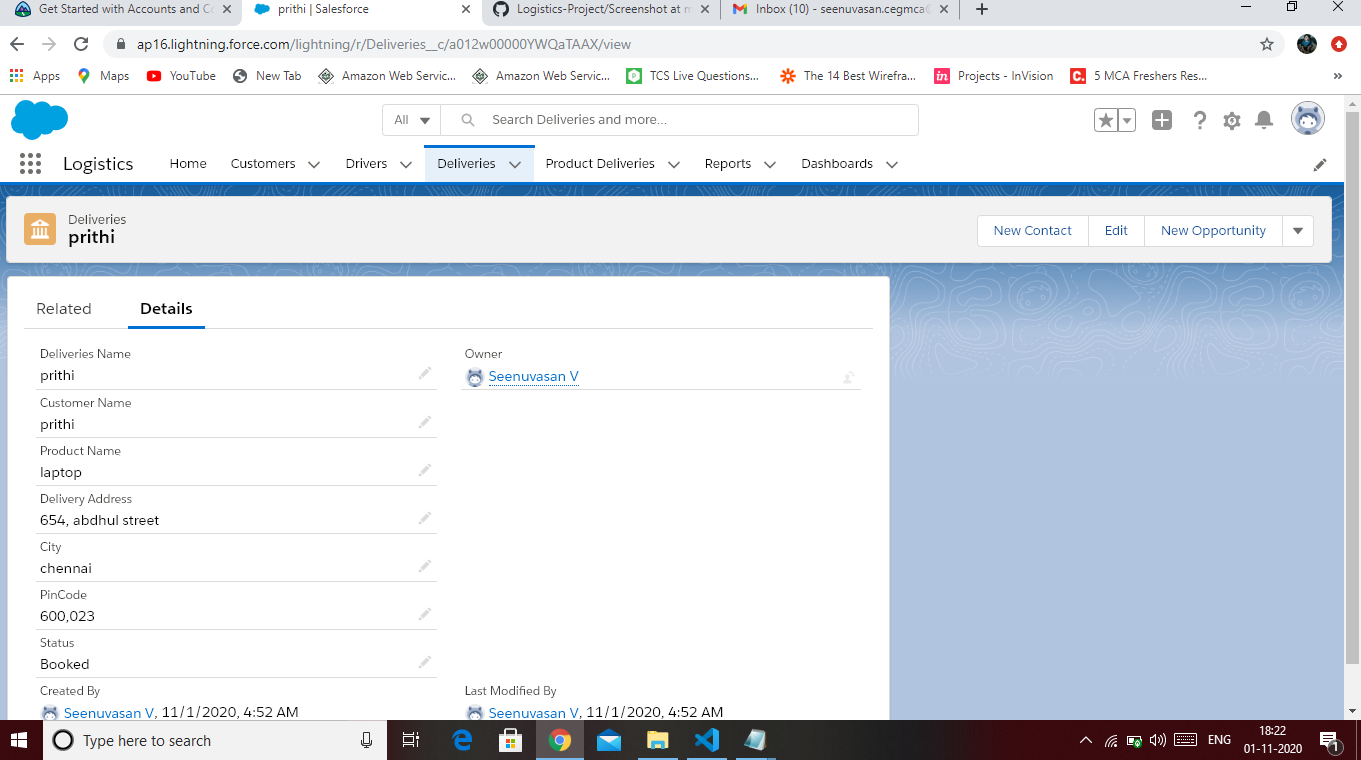 Get Started with Accounts and Co
prithi | Salesforce
Logistics-Project/Screenshot at m
Inbox (10) - seenuvasan.cegmca@
ap16.lightning.force.com/lightning/r/Deliveries__c/a012w00000YWQaTAAX/view
Apps
Maps
YouTube
New Tab
Amazon Web Servic...
Amazon Web Servic...
TCS Live Questions...
The 14 Best Wirefra...
in
Projects - InVision
C.
5 MCA Freshers Res...
»
All
Search Deliveries and more...
Logistics
Home
Customers
Drivers
Deliveries
Product Deliveries
Reports
Dashboards
Deliveries
prithi
New Contact
Edit
New Opportunity
Related
Details
Deliveries Name
prithi
Owner
Seenuvasan V
Customer Name
prithi
Product Name
laptop
Delivery Address
654, abdhul street
City
chennai
PinCode
600,023
Status
Booked
Created By
Seenuvasan V, 11/1/2020, 4:52 AM
Last Modified By
Seenuvasan V, 11/1/2020, 4:52 AM
Type here to search
ENG
18:22
01-11-2020
1